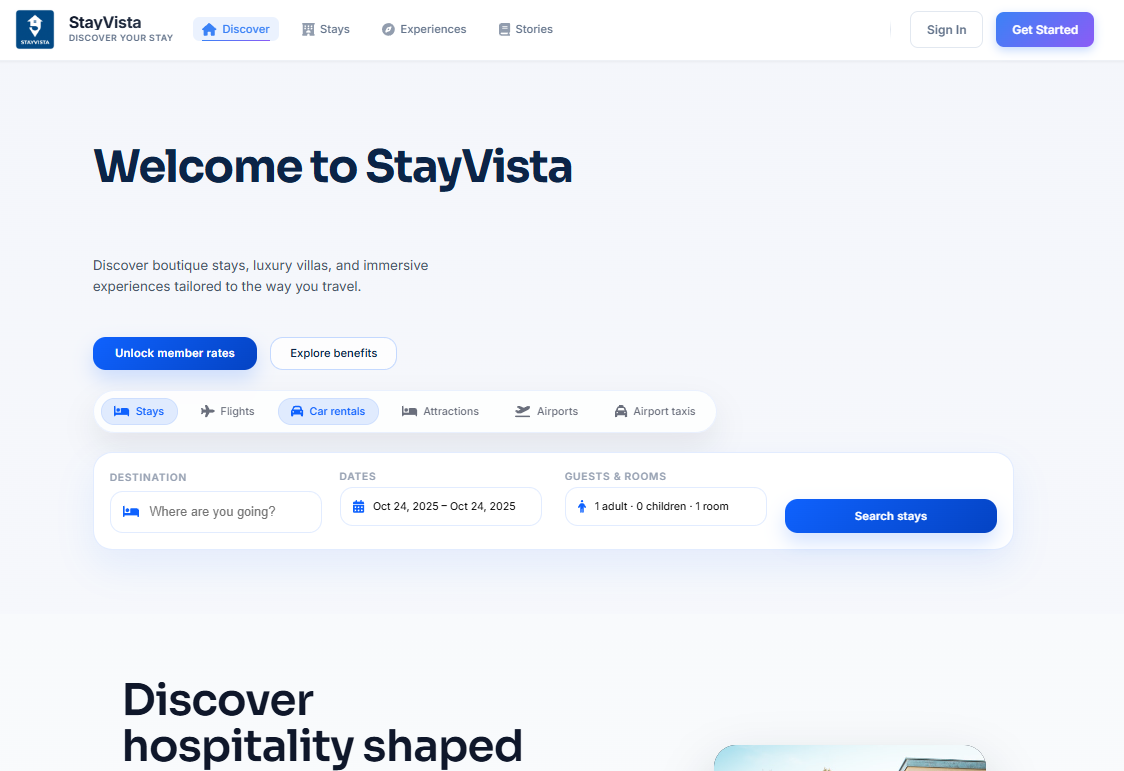 STAYVISTA
StayVista
DISCOVER YOUR STAY
Discover
Stays
Experiences
Stories
Sign In
Get Started
Welcome to StayVista
Discover boutique stays, luxury villas, and immersive
experiences tailored to the way you travel.
Unlock member rates
Explore benefits
Stays
Flights
Car rentals
Attractions
Airports
Airport taxis
DESTINATION
Where are you going?
DATES
Oct 24, 2025 – Oct 24, 2025
GUESTS & ROOMS
1 adult · 0 children · 1 room
Search stays
Discover
hospitality shaped